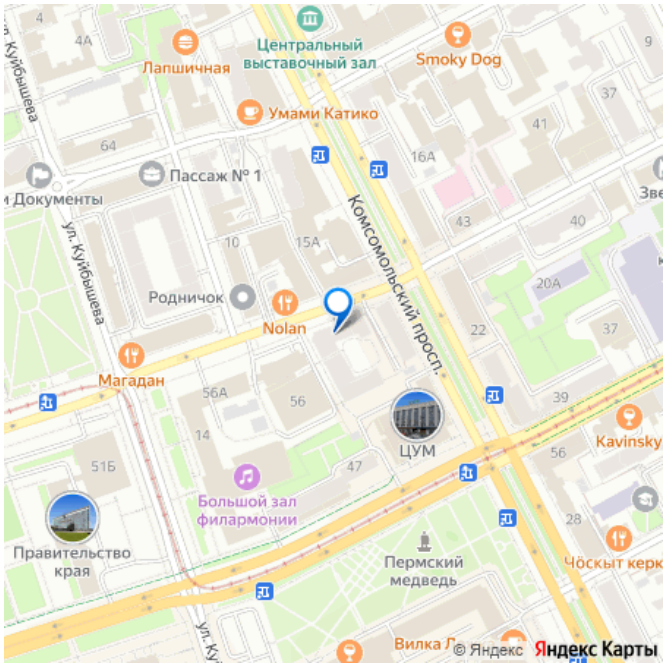 ул. Куйбышева
4А
4
Лапшичная
Центральный
выставочный зал
Smoky Dog
9
Умами Катико
37
41
64
16А
и Документы
Пассаж № 1
Зве
43
40
ул. Куйбышева
10
15А
Комсомольский просп.
20А
Родничок
Nolan
22
37
Магадан
56А
56
39
14
ЦУМ
Kavinsky
51Б
47
56
Большой зал
филармонии
28
Правительство
края
Пермский
медведь
Чӧскыт керк
ул. К
Вилка Л
© Яндекс Яндекс Карты